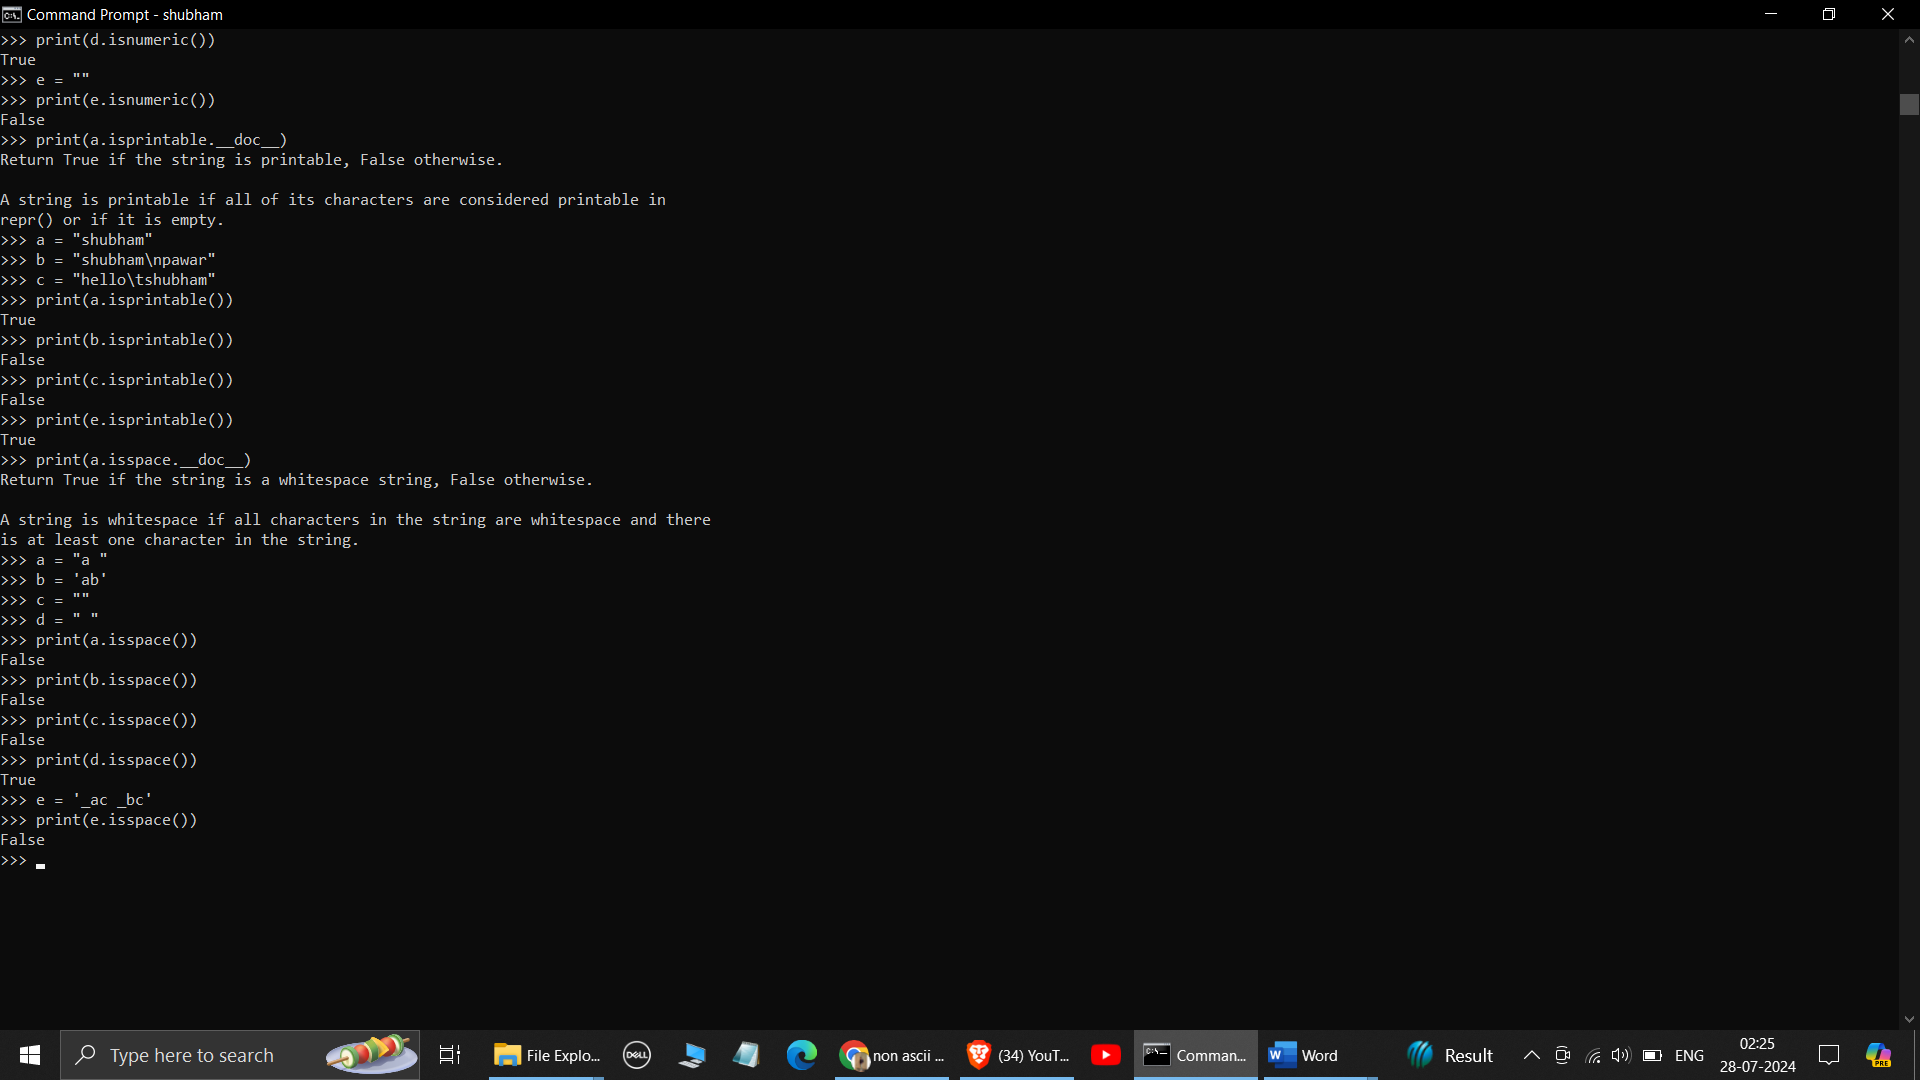 Command Prompt - shubham
>>> print(d.isnumeric())
True
>>> e = ""
>>> print(e.isnumeric())
False
>>> print(a.isprintable.__doc__)
Return True if the string is printable, False otherwise.

A string is printable if all of its characters are considered printable in
repr() or if it is empty.
>>> a = "shubham"
>>> b = "shubham\npawar"
>>> c = "hello\tshubham"
>>> print(a.isprintable())
True
>>> print(b.isprintable())
False
>>> print(c.isprintable())
False
>>> print(e.isprintable())
True
>>> print(a.isspace.__doc__)
Return True if the string is a whitespace string, False otherwise.

A string is whitespace if all characters in the string are whitespace and there
is at least one character in the string.
>>> a = "a "
>>> b = 'ab'
>>> c = ""
>>> d = " "
>>> print(a.isspace())
False
>>> print(b.isspace())
False
>>> print(c.isspace())
False
>>> print(d.isspace())
True
>>> e = '_ac _bc'
>>> print(e.isspace())
False
>>>
Type here to search
File Explo...
DELL
non ascii ...
(34) YouT...
Comman...
Word
Result
ENG
02:25
28-07-2024
PRE